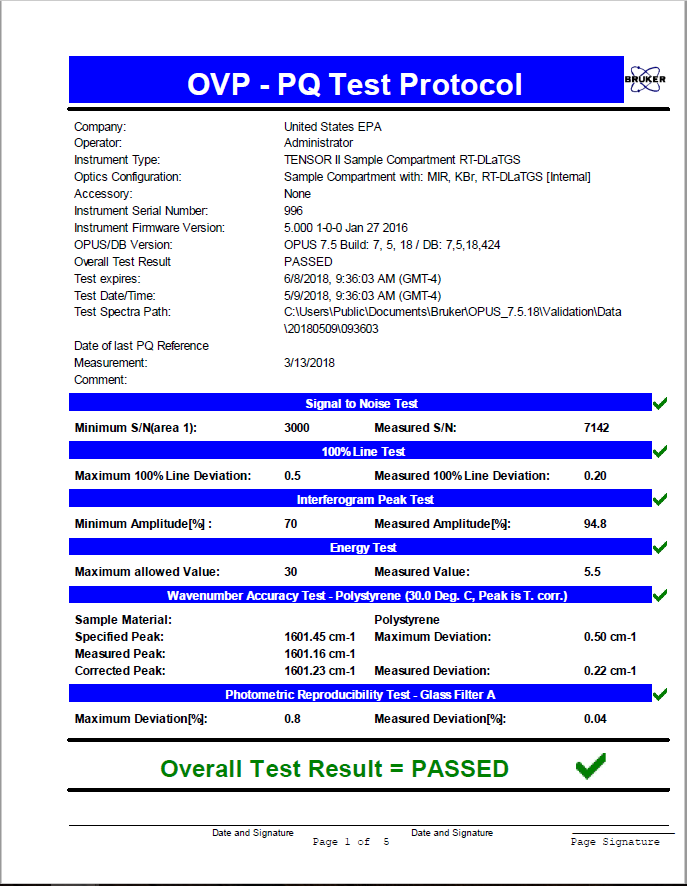 OVP - PQ Test Protocol
BRUKER
Company: United States EPA
Operator: Administrator
Instrument Type: TENSOR II Sample Compartment RT-DLaTGS
Optics Configuration: Sample Compartment with: MIR, KBr, RT-DLaTGS [Internal]
Accessory: None
Instrument Serial Number: 996
Instrument Firmware Version: 5.000 1-0-0 Jan 27 2016
OPUS/DB Version: OPUS 7.5 Build: 7, 5, 18 / DB: 7,5,18,424
Overall Test Result PASSED
Test expires: 6/8/2018, 9:36:03 AM (GMT-4)
Test Date/Time: 5/9/2018, 9:36:03 AM (GMT-4)
Test Spectra Path: C:\Users\Public\Documents\Bruker\OPUS_7.5.18\Validation\Data
\20180509\093603
Date of last PQ Reference
Measurement: 3/13/2018
Comment:
Signal to Noise Test
Minimum S/N(area 1): 3000 Measured S/N: 7142
100% Line Test
Maximum 100% Line Deviation: 0.5 Measured 100% Line Deviation: 0.20
Interferogram Peak Test
Minimum Amplitude[%] : 70 Measured Amplitude[%]: 94.8
Energy Test
Maximum allowed Value: 30 Measured Value: 5.5
Wavenumber Accuracy Test - Polystyrene (30.0 Deg. C, Peak is T. corr.)
Sample Material: Polystyrene
Specified Peak: 1601.45 cm-1 Maximum Deviation: 0.50 cm-1
Measured Peak: 1601.16 cm-1
Corrected Peak: 1601.23 cm-1 Measured Deviation: 0.22 cm-1
Photometric Reproducibility Test - Glass Filter A
Maximum Deviation[%]: 0.8 Measured Deviation[%]: 0.04
Overall Test Result = PASSED
Date and Signature Date and Signature
Page 1 of 5 Page Signature